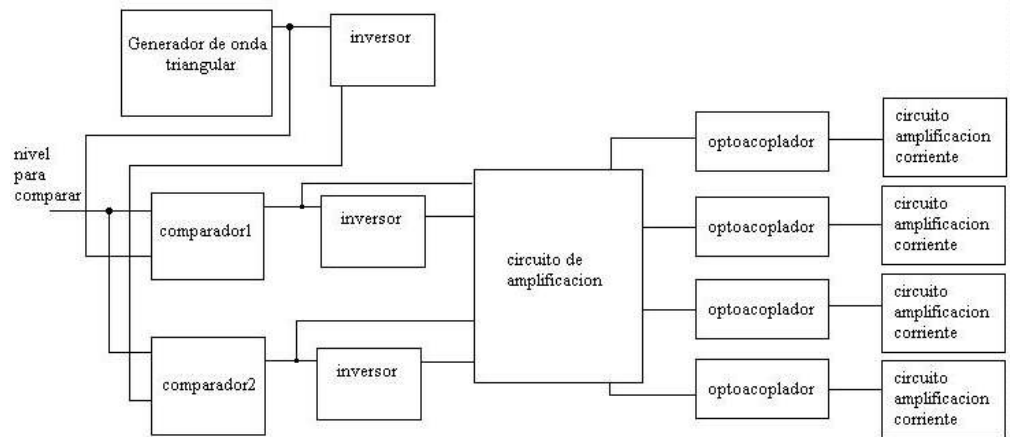 Generador de onda
triangular
inversor
nivel
para
comparar
comparador1
inversor
comparador2
inversor
circuito de
amplificacion
optoacoplador
circuito
amplificacion
corriente
optoacoplador
circuito
amplificacion
corriente
optoacoplador
circuito
amplificacion
corriente
optoacoplador
circuito
amplificacion
corriente